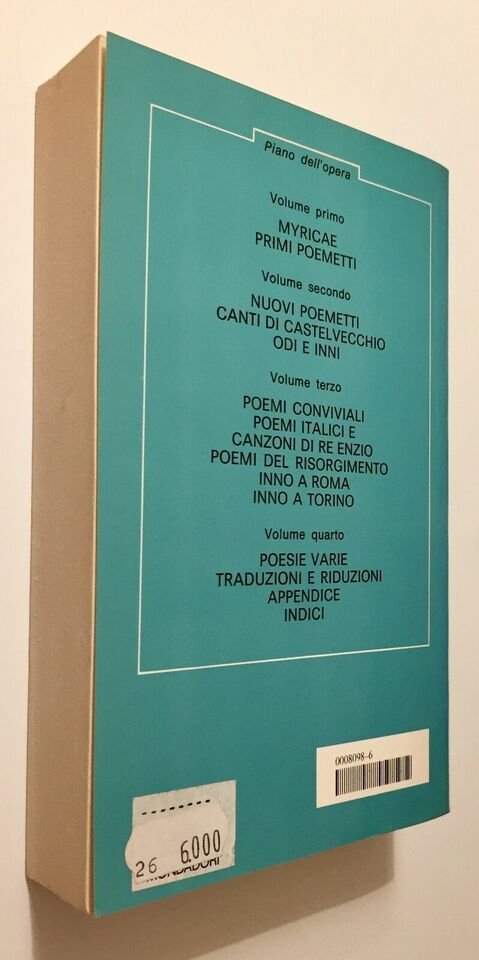 Piano dell'opera
Volume primo
MYRICAE
PRIMI POEMETTI
Volume secondo
NUOVI POEMETTI
CANTI DI CASTELVECCHIO
ODI E INNI
Volume terzo
POEMI CONVIVIALI
POEMI ITALICI E
CANZONI DI RE ENZIO
POEMI DEL RISORGIMENTO
INNO A ROMA
INNO A TORINO
Volume quarto
POESIE VARIE
TRADUZIONI E RIDUZIONI
APPENDICE
INDICI
0008098-6
26 6000
MONDADORI